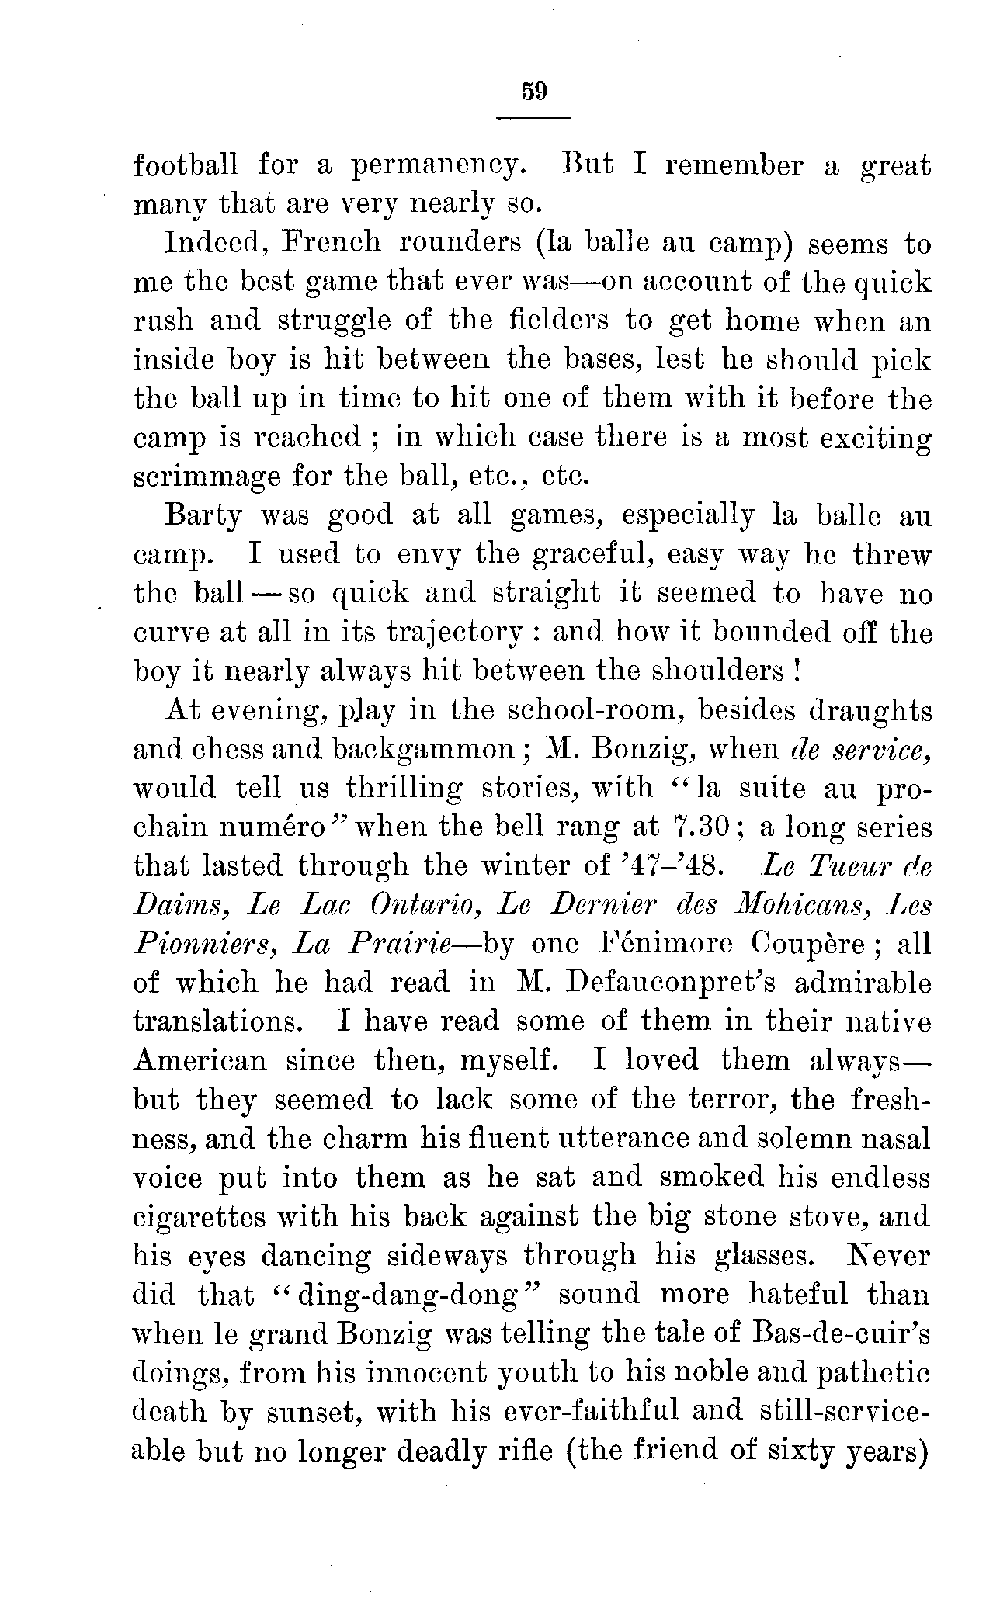 59
football for a permanency. But I remember a great
many that are very nearly so.
Indeed, French rounders (la balle au camp) seems to
me the best game that ever was—on account of the quick
rush and struggle of the fielders to get home when an
inside boy is hit between the bases, lest he should pick
the ball up in time to hit one of them with it before the
camp is reached ; in which case there is a most exciting
scrimmage for the ball, etc., etc.
Barty was good at all games, especially la balle au
camp. I used to envy the graceful, easy way he threw
the ball — so quick and straight it seemed to have no
curve at all in its trajectory : and how it bounded off the
boy it nearly always hit between the shoulders !
At evening, play in the school-room, besides draughts
and chess and backgammon ; M. Bonzig, when de service,
would tell us thrilling stories, with “la suite au pro-
chain numéro” when the bell rang at 7.30 ; a long series
that lasted through the winter of ’47–’48. Le Tueur de
Daims, Le Lac Ontario, Le Dernier des Mohicans, Les
Pionniers, La Prairie—by one Fénimore Coupère ; all
of which he had read in M. Defauconpret’s admirable
translations. I have read some of them in their native
American since then, myself. I loved them always—
but they seemed to lack some of the terror, the fresh-
ness, and the charm his fluent utterance and solemn nasal
voice put into them as he sat and smoked his endless
cigarettes with his back against the big stone stove, and
his eyes dancing sideways through his glasses. Never
did that “ding-dang-dong” sound more hateful than
when le grand Bonzig was telling the tale of Bas-de-cuir’s
doings, from his innocent youth to his noble and pathetic
death by sunset, with his ever-faithful and still-service-
able but no longer deadly rifle (the friend of sixty years)